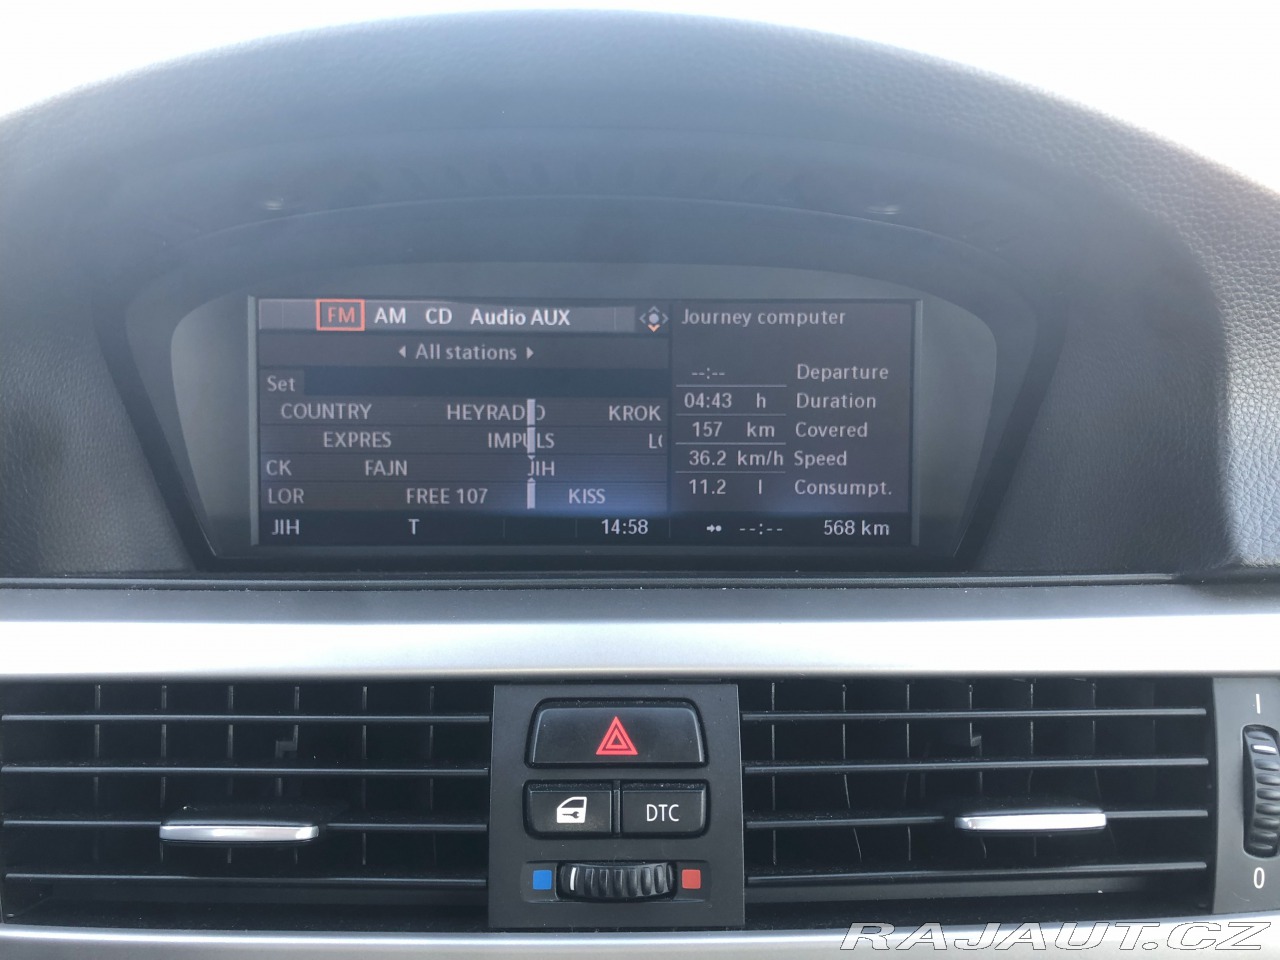 FM AM CD Audio AUX
All stations
Set
COUNTRY HEYRADIO KROK
EXPRES IMPULS
CK FAJN JIH
LOR FREE 107 KISS
JIH T 14:58
Journey computer
--:-- Departure
04:43 h Duration
157 km Covered
36.2 km/h Speed
11.2 l Consumpt.
--:-- 568 km
DTC
I
0
RAJAUT.CZ